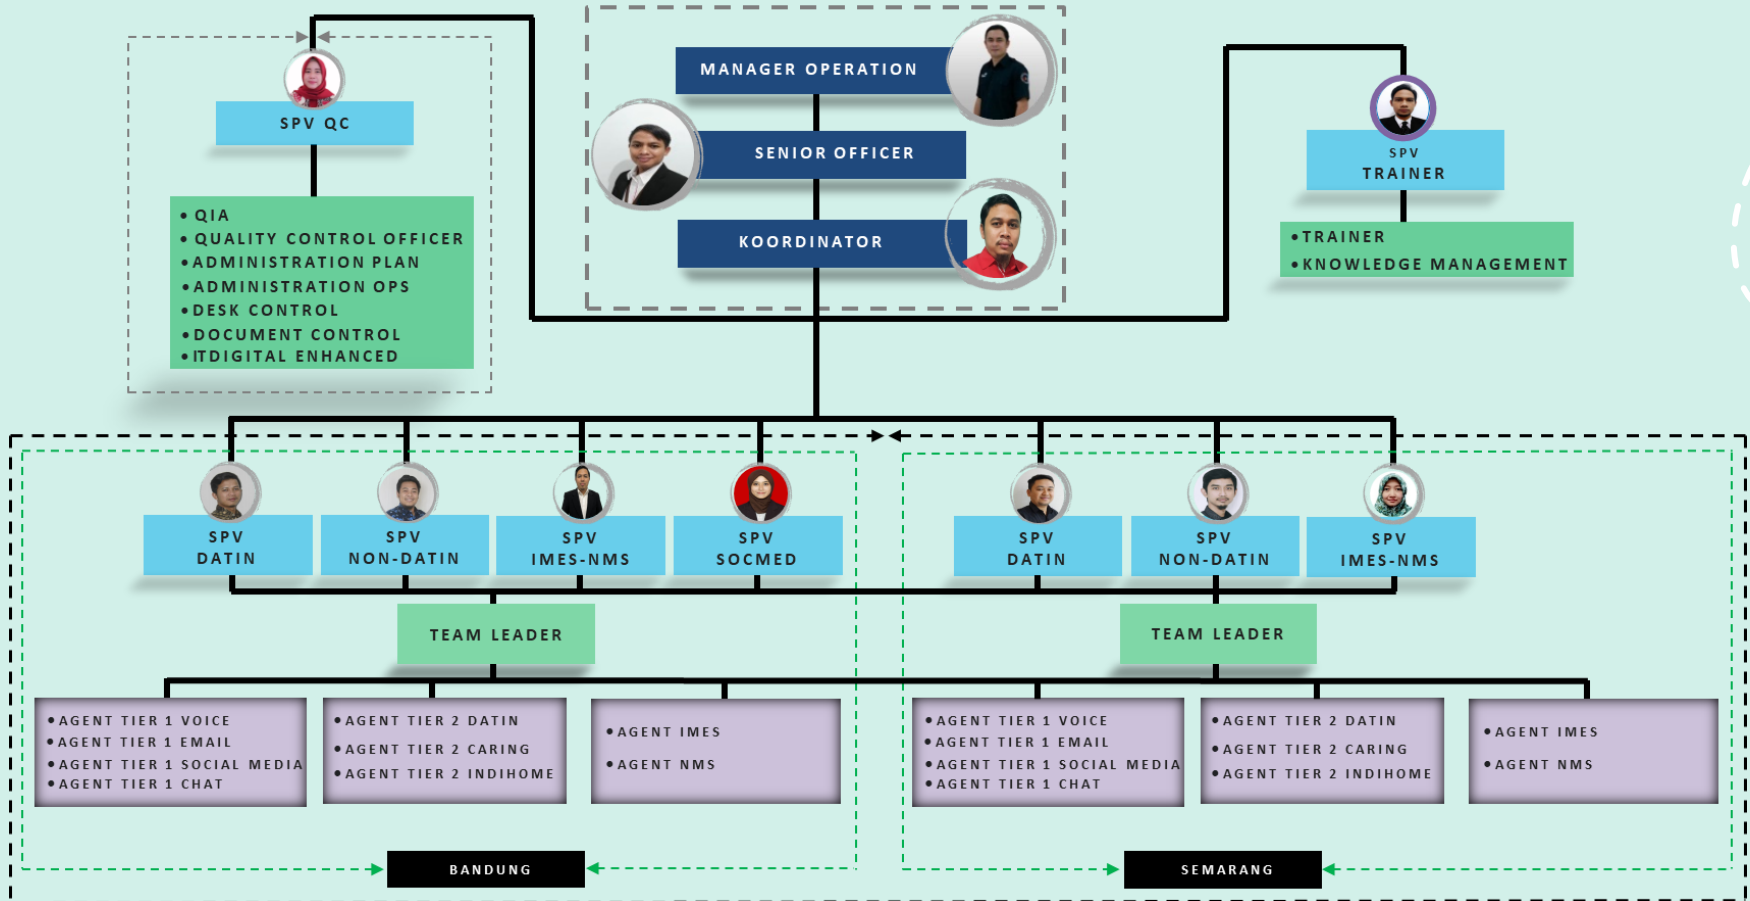 MANAGER OPERATION
SENIOR OFFICER
KOORDINATOR
SPV QC
• QIA
• QUALITY CONTROL OFFICER
• ADMINISTRATION PLAN
• ADMINISTRATION OPS
• DESK CONTROL
• DOCUMENT CONTROL
• ITDIGITAL ENHANCED
SPV
TRAINER
• TRAINER
• KNOWLEDGE MANAGEMENT
SPV
DATIN
SPV
NON-DATIN
SPV
IMES-NMS
SPV
SOCMED
SPV
DATIN
SPV
NON-DATIN
SPV
IMES-NMS
TEAM LEADER
TEAM LEADER
• AGENT TIER 1 VOICE
• AGENT TIER 1 EMAIL
• AGENT TIER 1 SOCIAL MEDIA
• AGENT TIER 1 CHAT
• AGENT TIER 2 DATIN
• AGENT TIER 2 CARING
• AGENT TIER 2 INDIHOME
• AGENT IMES
• AGENT NMS
• AGENT TIER 1 VOICE
• AGENT TIER 1 EMAIL
• AGENT TIER 1 SOCIAL MEDIA
• AGENT TIER 1 CHAT
• AGENT TIER 2 DATIN
• AGENT TIER 2 CARING
• AGENT TIER 2 INDIHOME
• AGENT IMES
• AGENT NMS
BANDUNG
SEMARANG